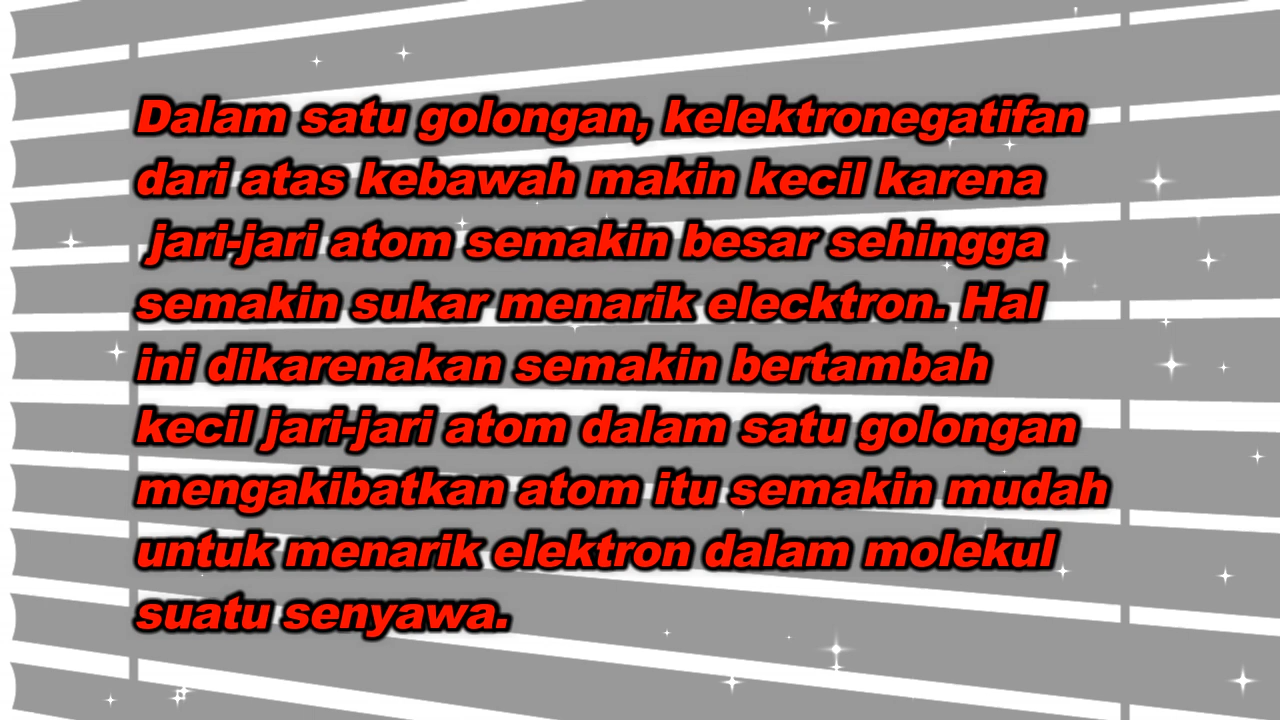 Dalam satu golongan, kelektronegatifan
dari atas kebawah makin kecil karena
jari-jari atom semakin besar sehingga
semakin sukar menarik elecktron. Hal
ini dikarenakan semakin bertambah
kecil jari-jari atom dalam satu golongan
mengakibatkan atom itu semakin mudah
untuk menarik elektron dalam molekul
suatu senyawa.